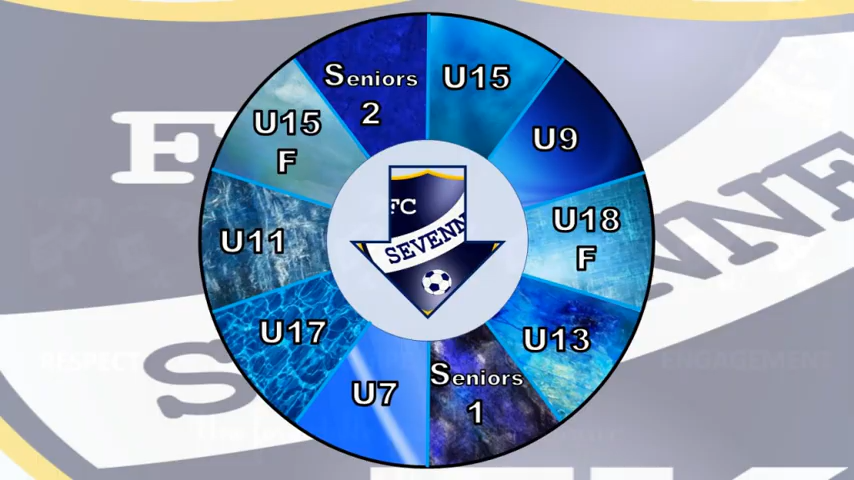 Seniors
2
U15
U15
F
U9
FC
SEVENN
U11
U18
F
U17
U13
U7
Seniors
1
RESPECT
ENGAGEMENT